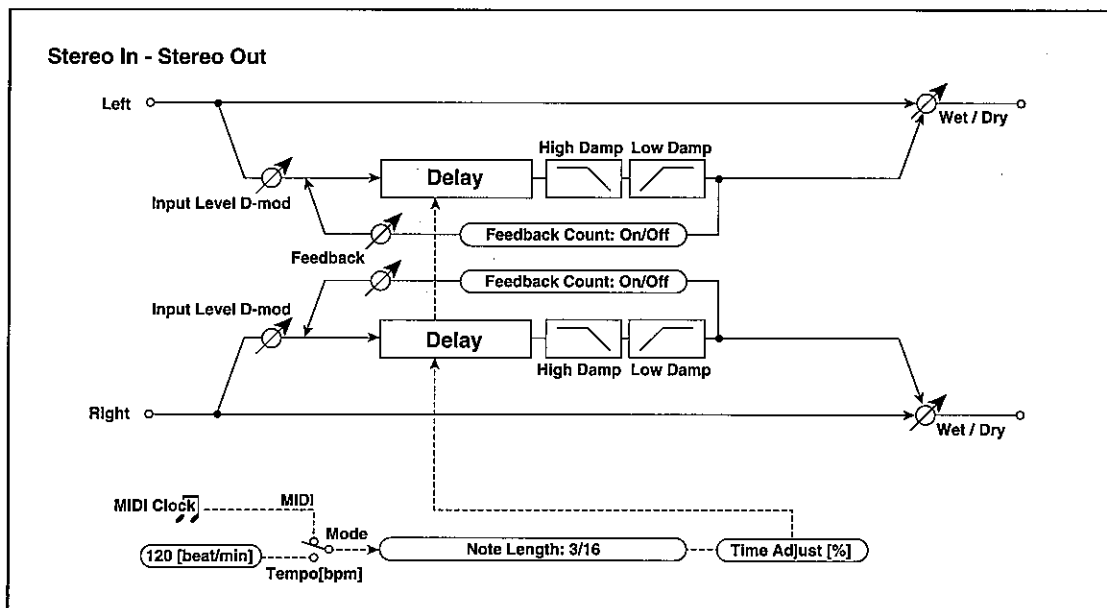 Stereo In - Stereo Out
Left
Wet / Dry
High Damp
Low Damp
Delay
Input Level D-mod
Feedback Count: On/Off
Feedback
Feedback Count: On/Off
Input Level D-mod
Delay
High Damp
Low Damp
Right
Wet / Dry
MIDI Clock
MIDI
Mode
120 [beat/min]
Tempo[bpm]
Note Length: 3/16
Time Adjust [%]